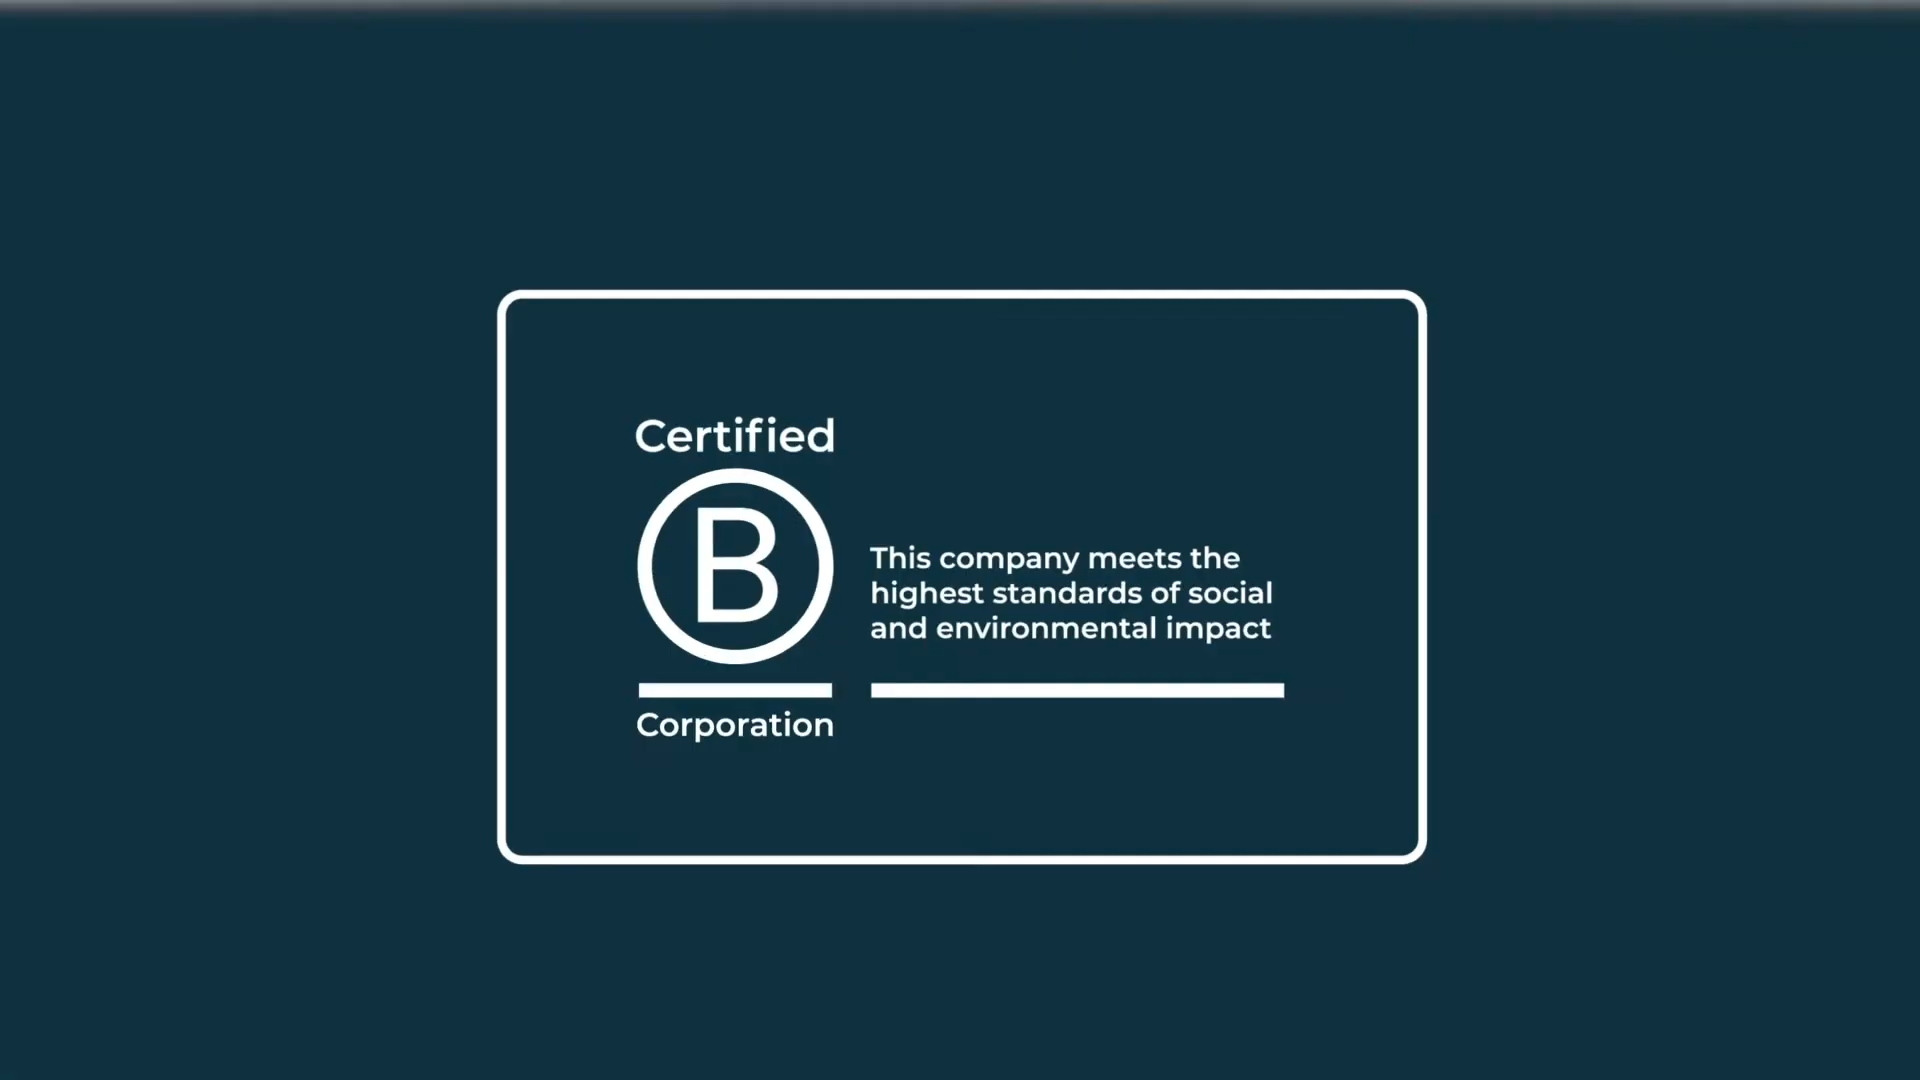 Certified
B
Corporation
This company meets the
highest standards of social
and environmental impact